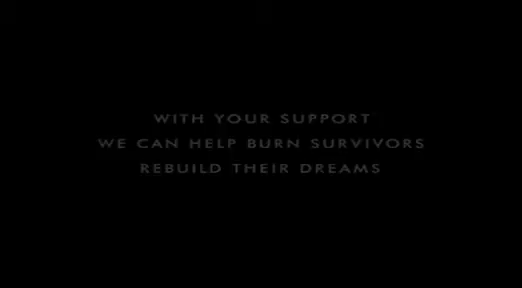 WITH YOUR SUPPORT
WE CAN HELP BURN SURVIVORS
REBUILD THEIR DREAMS